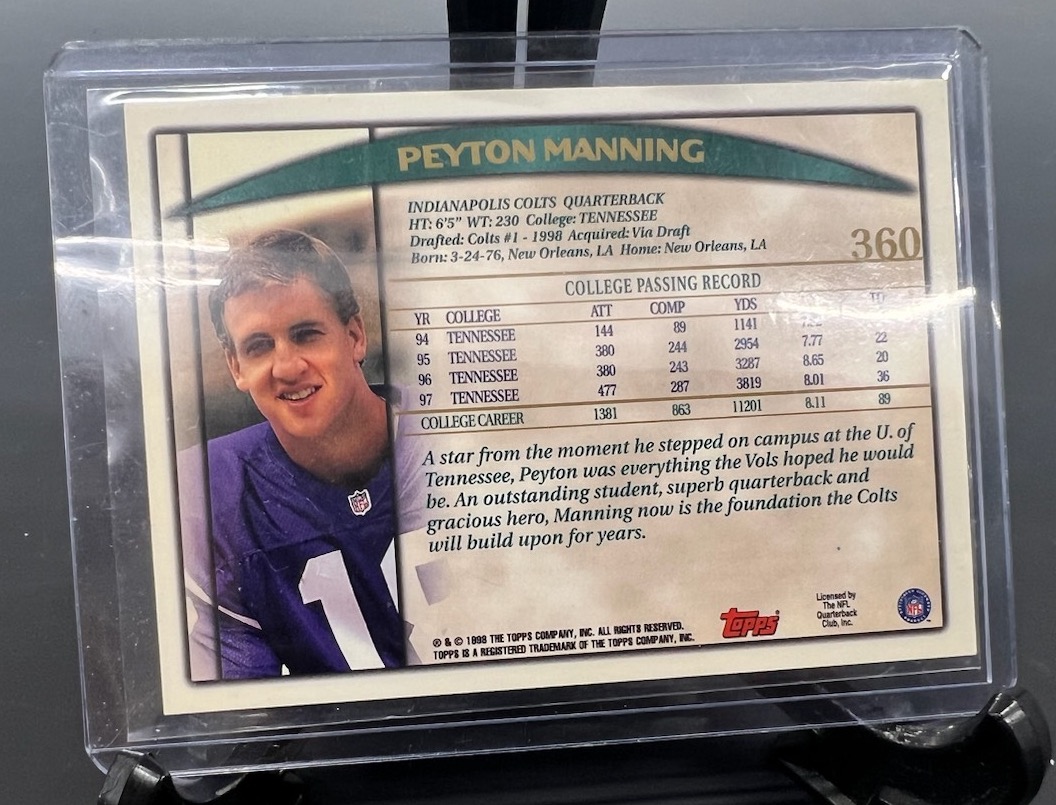 PEYTON MANNING
INDIANAPOLIS COLTS QUARTERBACK
HT: 6'5" WT: 230 College: TENNESSEE
Drafted: Colts #1 - 1998 Acquired: Via Draft
Born: 3-24-76, New Orleans, LA Home: New Orleans, LA
360
COLLEGE PASSING RECORD
YR COLLEGE ATT COMP YDS
94 TENNESSEE 144 89 1141
95 TENNESSEE 380 244 2954 7.77 22
96 TENNESSEE 380 243 3287 8.65 20
97 TENNESSEE 477 287 3819 8.01 36
COLLEGE CAREER 1381 863 11201 8.11 89
A star from the moment he stepped on campus at the U. of
Tennessee, Peyton was everything the Vols hoped he would
be. An outstanding student, superb quarterback and
gracious hero, Manning now is the foundation the Colts
will build upon for years.
® & © 1998 THE TOPPS COMPANY, INC. ALL RIGHTS RESERVED.
TOPPS IS A REGISTERED TRADEMARK OF THE TOPPS COMPANY, INC.
Topps
Licensed by
The NFL
Quarterback
Club, Inc.
NFL
NFL